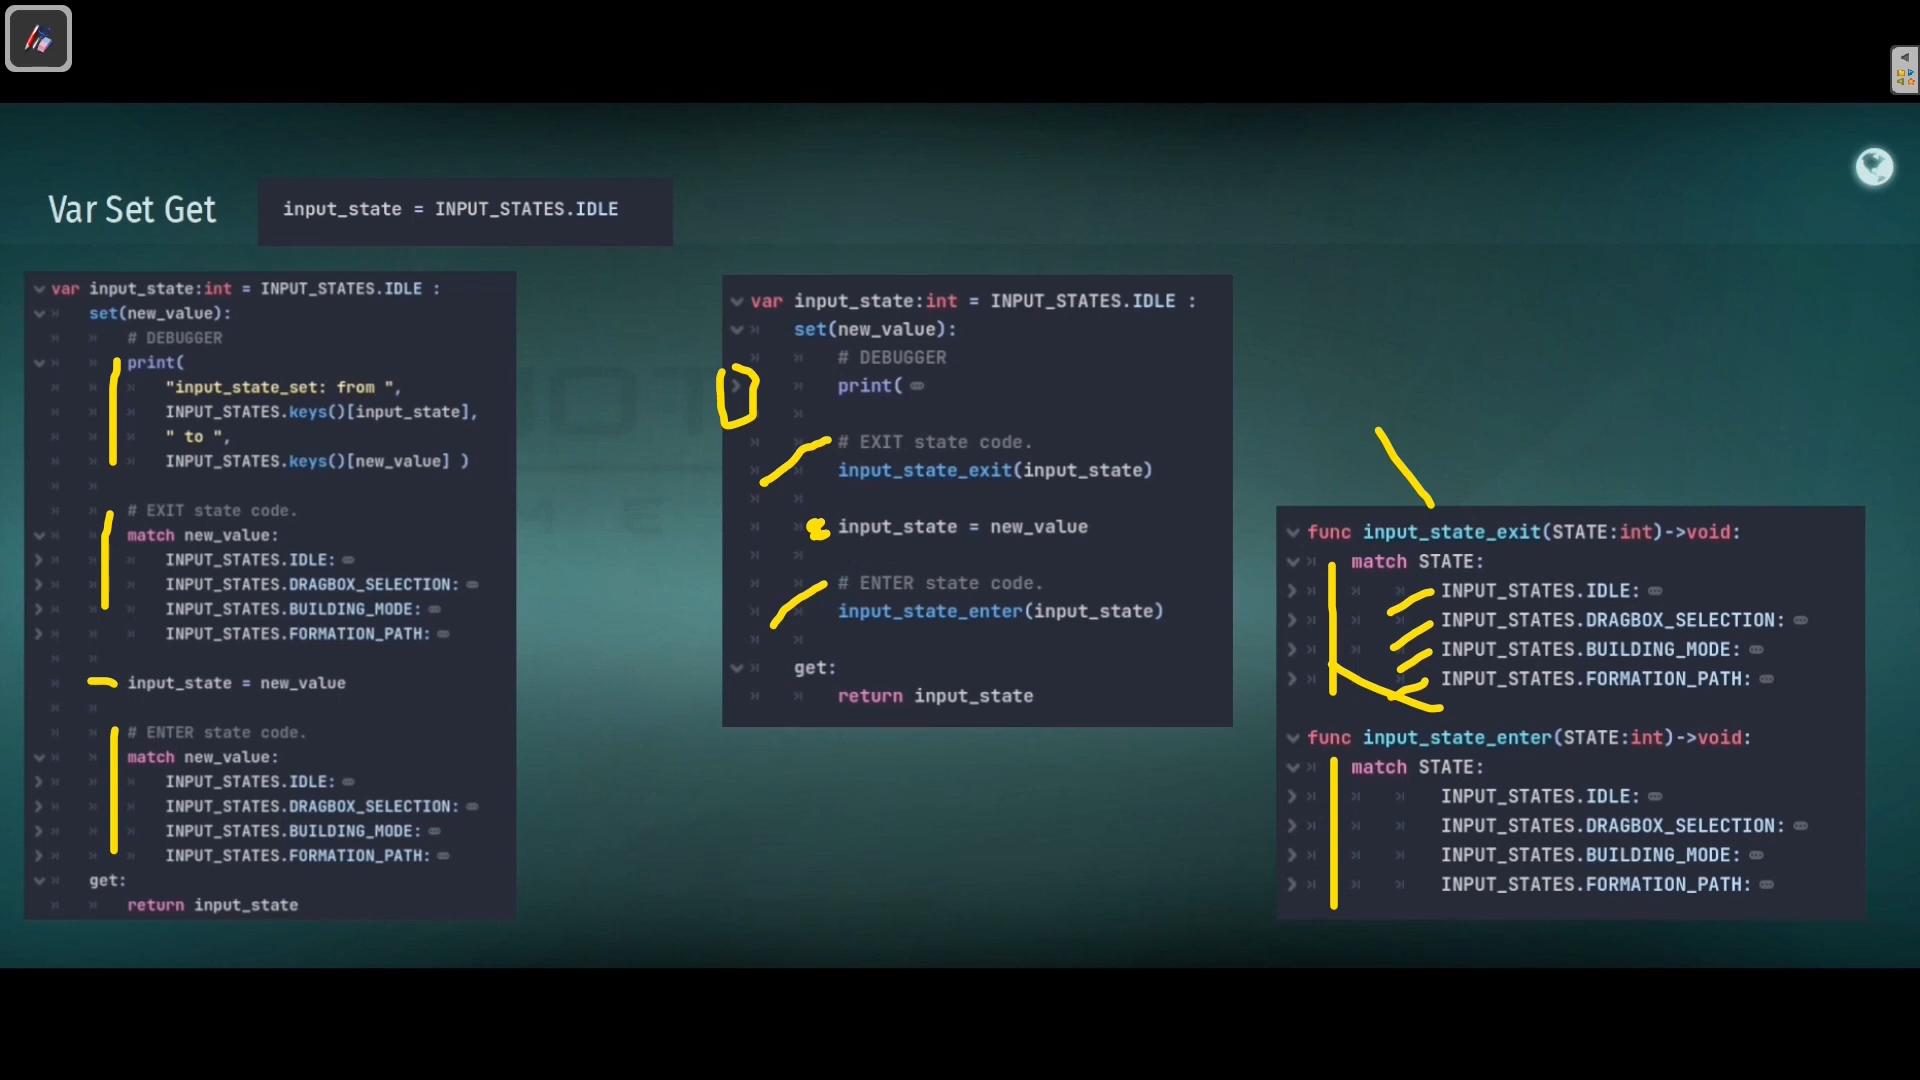 Var Set Get
input_state = INPUT_STATES.IDLE
var input_state:int = INPUT_STATES.IDLE :
set(new_value):
# DEBUGGER
print(
"input_state_set: from ",
INPUT_STATES.keys()[input_state],
" to ",
INPUT_STATES.keys()[new_value] )
# EXIT state code.
match new_value:
INPUT_STATES.IDLE:
INPUT_STATES.DRAGBOX_SELECTION:
INPUT_STATES.BUILDING_MODE:
INPUT_STATES.FORMATION_PATH:
input_state = new_value
# ENTER state code.
match new_value:
INPUT_STATES.IDLE:
INPUT_STATES.DRAGBOX_SELECTION:
INPUT_STATES.BUILDING_MODE:
INPUT_STATES.FORMATION_PATH:
get:
return input_state
var input_state:int = INPUT_STATES.IDLE :
set(new_value):
# DEBUGGER
print(
# EXIT state code.
input_state_exit(input_state)
input_state = new_value
# ENTER state code.
input_state_enter(input_state)
get:
return input_state
func input_state_exit(STATE:int)->void:
match STATE:
INPUT_STATES.IDLE:
INPUT_STATES.DRAGBOX_SELECTION:
INPUT_STATES.BUILDING_MODE:
INPUT_STATES.FORMATION_PATH:
func input_state_enter(STATE:int)->void:
match STATE:
INPUT_STATES.IDLE:
INPUT_STATES.DRAGBOX_SELECTION:
INPUT_STATES.BUILDING_MODE:
INPUT_STATES.FORMATION_PATH: